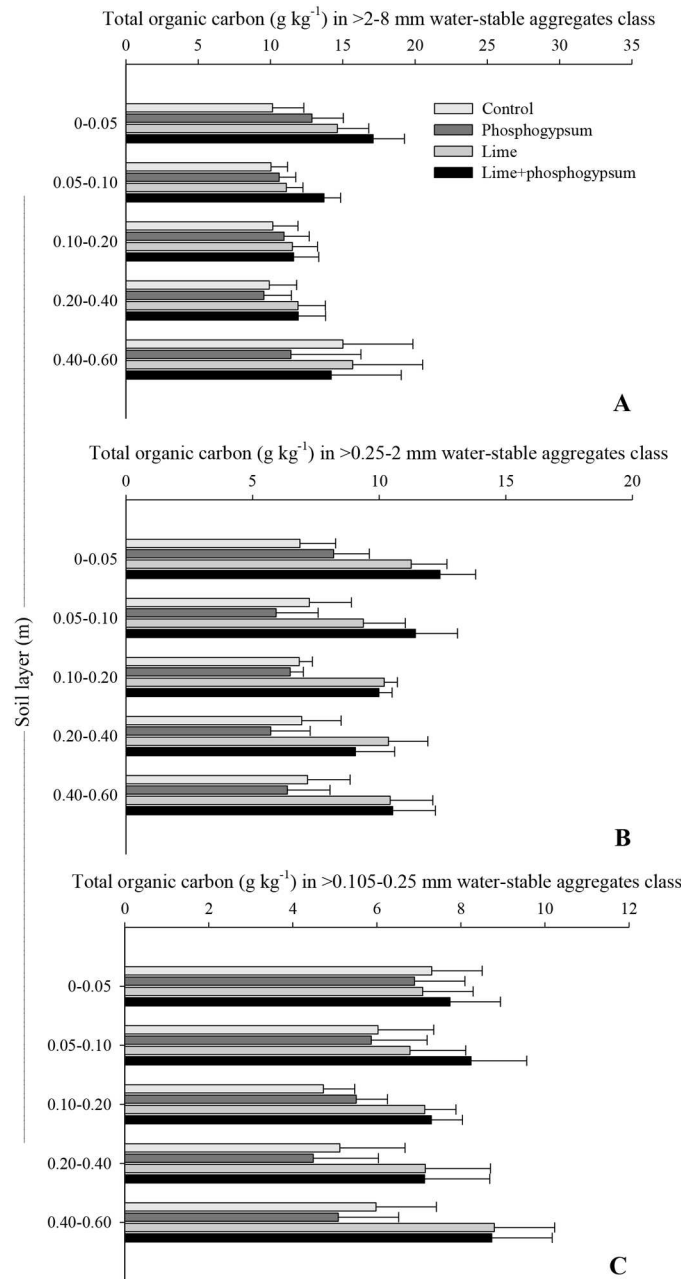 Total organic carbon (g kg⁻¹) in >2-8 mm water-stable aggregates class
0 5 10 15 20 25 30 35
Control
Phosphogypsum
Lime
Lime+phosphogypsum
0-0.05
0.05-0.10
0.10-0.20
0.20-0.40
0.40-0.60
A
Total organic carbon (g kg⁻¹) in >0.25-2 mm water-stable aggregates class
0 5 10 15 20
0-0.05
0.05-0.10
0.10-0.20
0.20-0.40
0.40-0.60
B
Soil layer (m)
Total organic carbon (g kg⁻¹) in >0.105-0.25 mm water-stable aggregates class
0 2 4 6 8 10 12
0-0.05
0.05-0.10
0.10-0.20
0.20-0.40
0.40-0.60
C